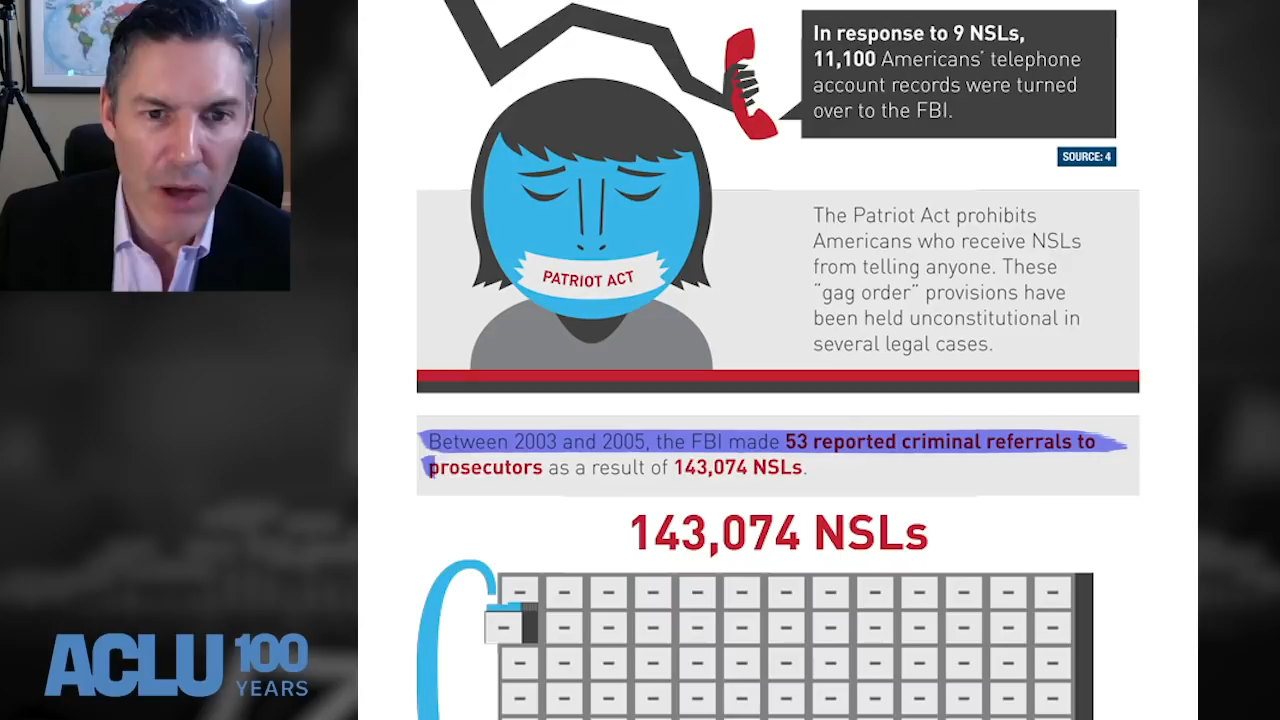 In response to 9 NSLs,
11,100 Americans' telephone
account records were turned
over to the FBI.
SOURCE: 4
PATRIOT ACT
The Patriot Act prohibits
Americans who receive NSLs
from telling anyone. These
“gag order” provisions have
been held unconstitutional in
several legal cases.
Between 2003 and 2005, the FBI made 53 reported criminal referrals to
prosecutors as a result of 143,074 NSLs.
143,074 NSLs
ACLU 100
YEARS